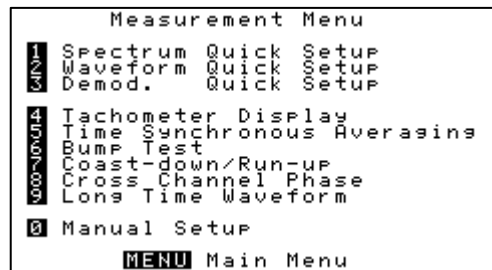 Measurement Menu
1 Spectrum Quick Setup
2 Waveform Quick Setup
3 Demod. Quick Setup
4 Tachometer Display
5 Time Synchronous Averaging
6 Bump Test
7 Coast-down/Run-up
8 Cross Channel Phase
9 Long Time Waveform
0 Manual Setup
MENU Main Menu